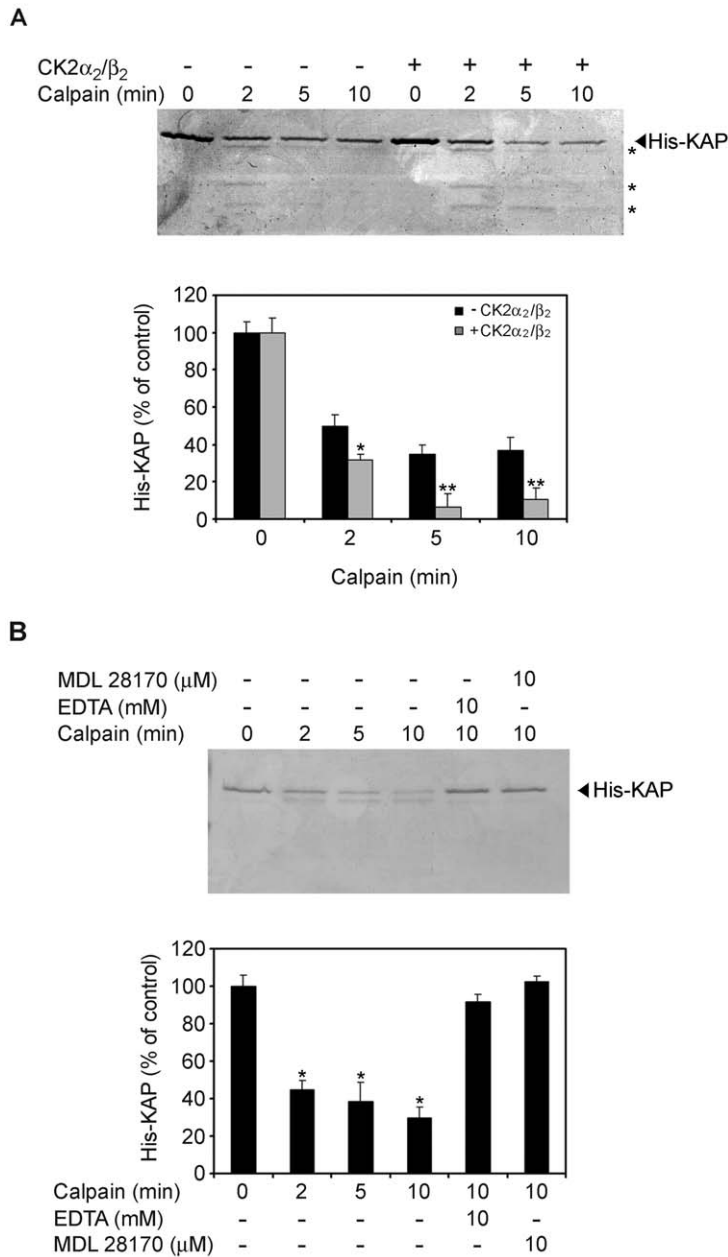 A
CK2α₂/β₂ - - - - + + + +
Calpain (min) 0 2 5 10 0 2 5 10
◄His-KAP
*
*
*
120
100
80
60
40
20
0
His-KAP (% of control)
- CK2α₂/β₂
+CK2α₂/β₂
*
**
**
0 2 5 10
Calpain (min)
B
MDL 28170 (μM) - - - - - 10
EDTA (mM) - - - - 10 -
Calpain (min) 0 2 5 10 10 10
◄His-KAP
120
100
80
60
40
20
0
His-KAP (% of control)
*
*
*
Calpain (min) 0 2 5 10 10 10
EDTA (mM) - - - - 10 -
MDL 28170 (μM) - - - - - 10